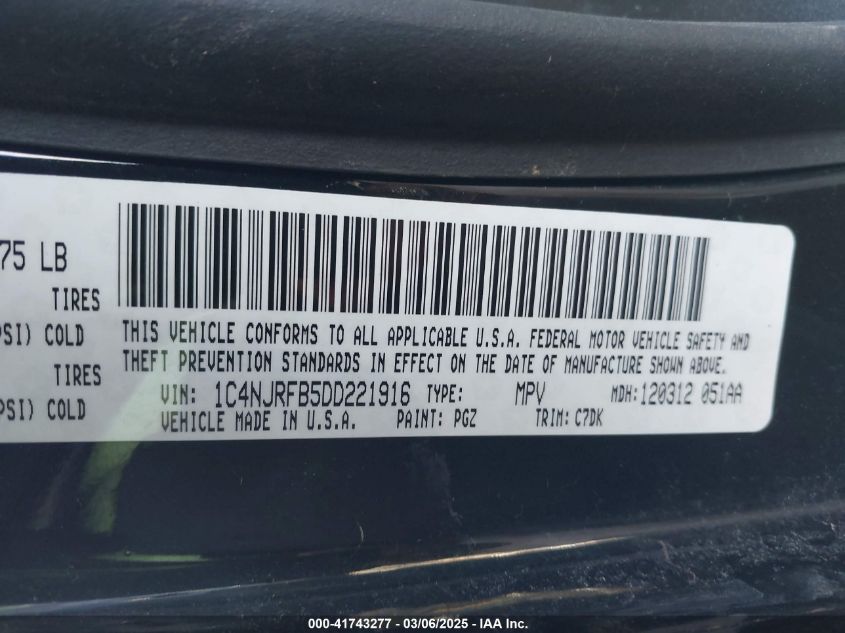 75 LB
TIRES
PSI) COLD
TIRES
PSI) COLD
THIS VEHICLE CONFORMS TO ALL APPLICABLE U.S.A. FEDERAL MOTOR VEHICLE SAFETY AND
THEFT PREVENTION STANDARDS IN EFFECT ON THE DATE OF MANUFACTURE SHOWN ABOVE.
VIN: 1C4NJRFB5DD221916 TYPE: MPV MDH: 120312 051AA
VEHICLE MADE IN U.S.A. PAINT: PGZ TRIM: C7DK
000-41743277 - 03/06/2025 - IAA Inc.